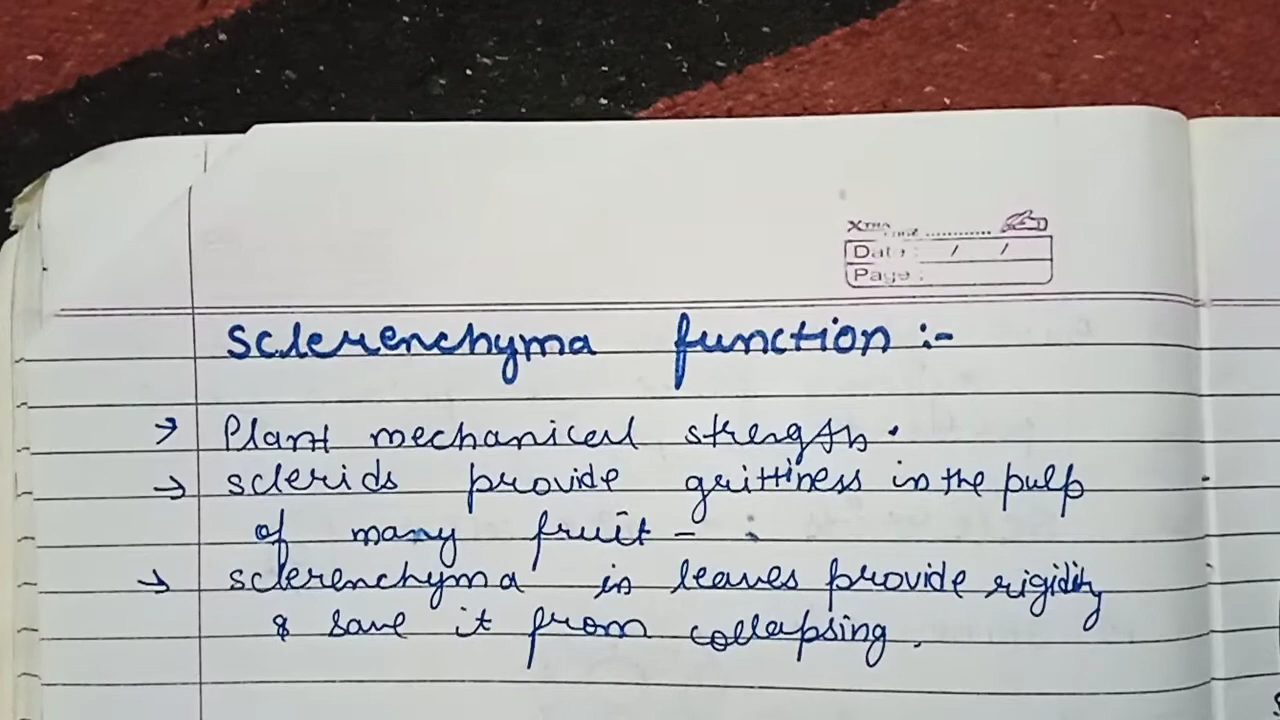 Date : / /
Page :
Sclerenchyma function :-
→ Plant mechanical strength.
→ sclerids provide grittiness in the pulp
of many fruit - :
→ sclerenchyma in leaves provide rigidity
& save it from collapsing.